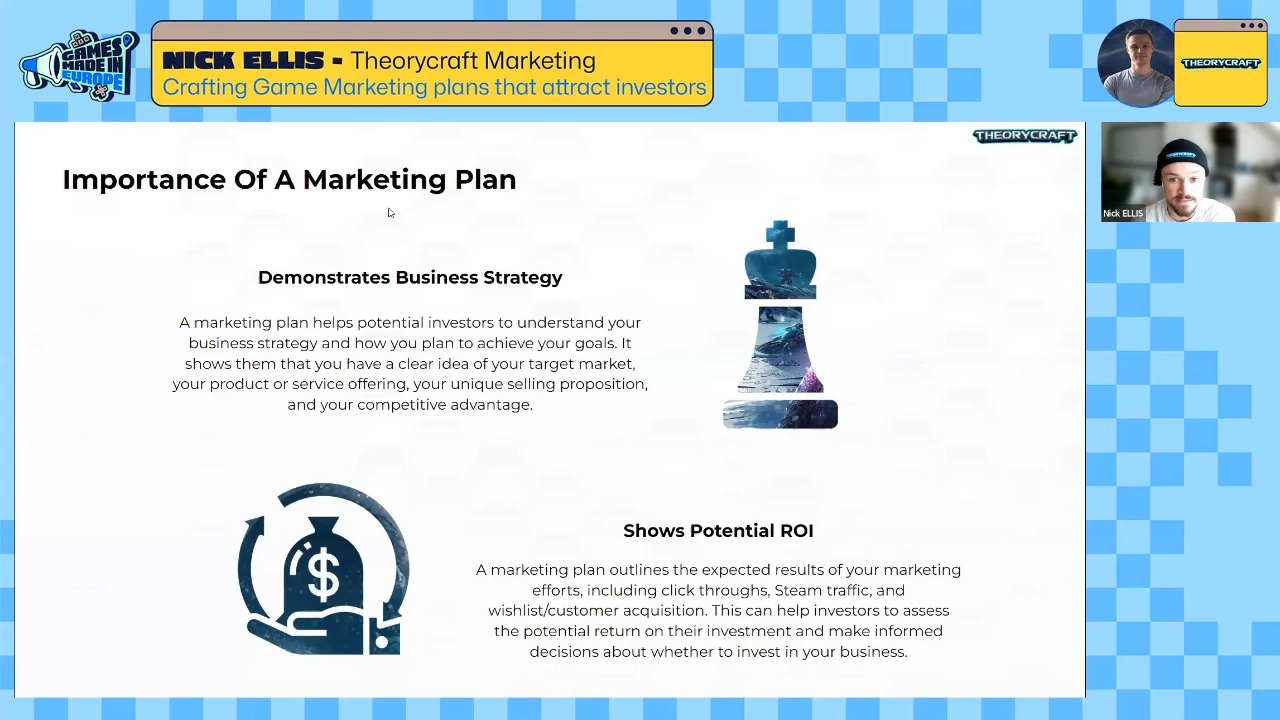 GAMES
MADE IN
EUROPE
NICK ELLIS - Theorycraft Marketing
Crafting Game Marketing plans that attract investors
THEORYCRAFT
THEORYCRAFT
Importance Of A Marketing Plan
THEORYCRAFT
Nick ELLIS
Demonstrates Business Strategy
A marketing plan helps potential investors to understand your
business strategy and how you plan to achieve your goals. It
shows them that you have a clear idea of your target market,
your product or service offering, your unique selling proposition,
and your competitive advantage.
$
Shows Potential ROI
A marketing plan outlines the expected results of your marketing
efforts, including click throughs, Steam traffic, and
wishlist/customer acquisition. This can help investors to assess
the potential return on their investment and make informed
decisions about whether to invest in your business.